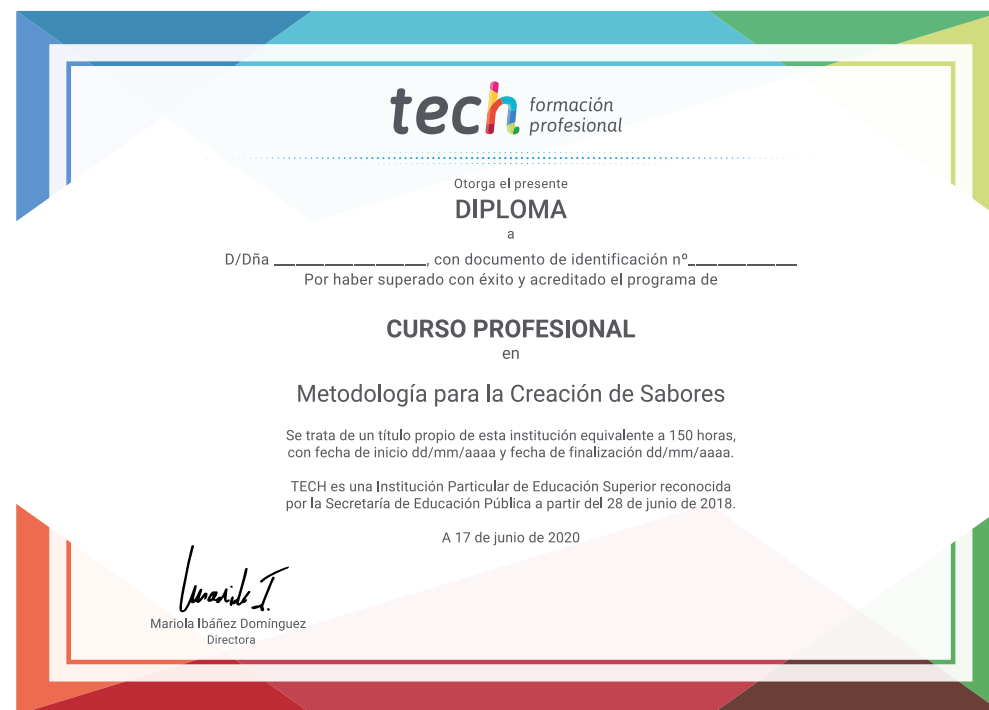 tech formación
profesional
Otorga el presente
DIPLOMA
a
D/Dña ______________, con documento de identificación nº__________
Por haber superado con éxito y acreditado el programa de
CURSO PROFESIONAL
en
Metodología para la Creación de Sabores
Se trata de un título propio de esta institución equivalente a 150 horas,
con fecha de inicio dd/mm/aaaa y fecha de finalización dd/mm/aaaa.
TECH es una Institución Particular de Educación Superior reconocida
por la Secretaría de Educación Pública a partir del 28 de junio de 2018.
A 17 de junio de 2020
Mariola Ibáñez Domínguez
Directora